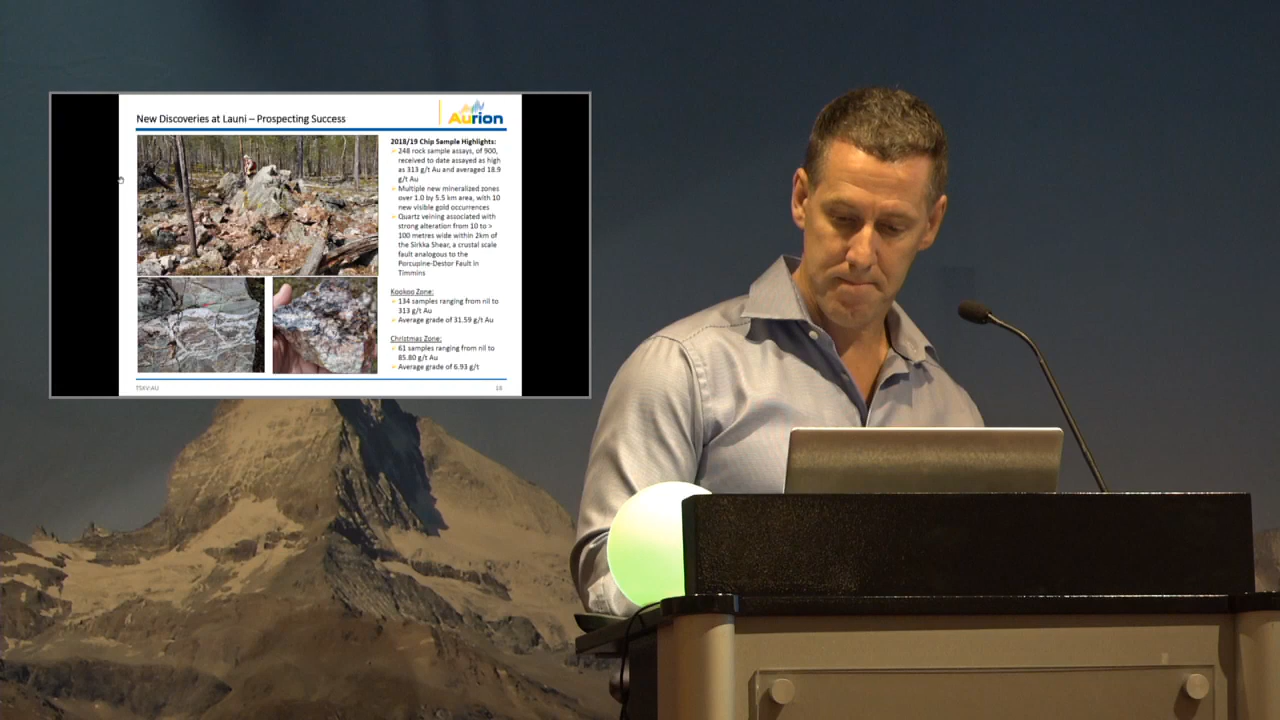 New Discoveries at Launi – Prospecting Success
Aurion
2018/19 Chip Sample Highlights:
248 rock sample assays, of 900,
received to date assayed as high
as 313 g/t Au and averaged 18.9
g/t Au
Multiple new mineralized zones
over 1.0 by 5.5 km area, with 10
new visible gold occurrences
Quartz veining associated with
strong alteration from 10 to >
100 metres wide within 2km of
the Sirkka Shear, a crustal scale
fault analogous to the
Porcupine-Destor Fault in
Timmins
Kookoo Zone:
134 samples ranging from nil to
313 g/t Au
Average grade of 31.59 g/t Au
Christmas Zone:
61 samples ranging from nil to
85.80 g/t Au
Average grade of 6.93 g/t
TSXV:AU